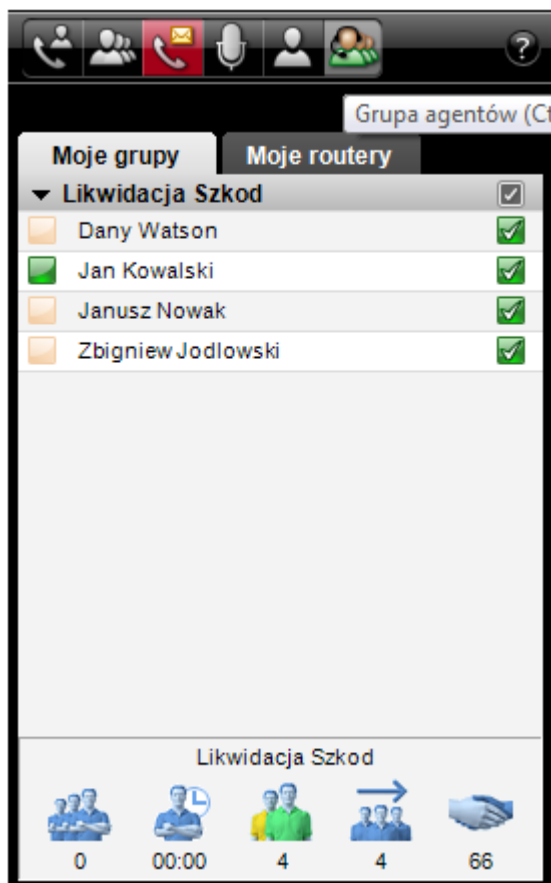 ?
Grupa agentów (Ct
Moje grupy Moje routery
Likwidacja Szkod
Dany Watson
Jan Kowalski
Janusz Nowak
Zbigniew Jodlowski
Likwidacja Szkod
0 00:00 4 4 66